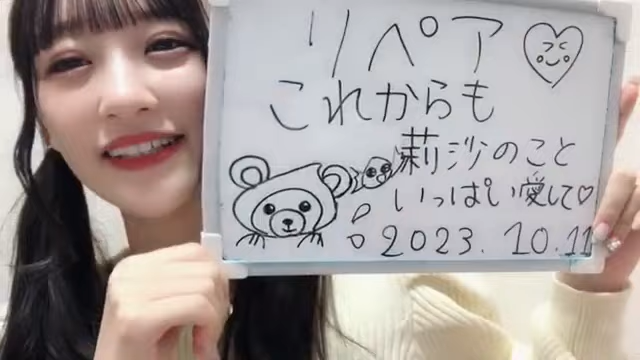 リペア
これからも
莉沙のこと
いっぱい愛して♡
2023.10.11